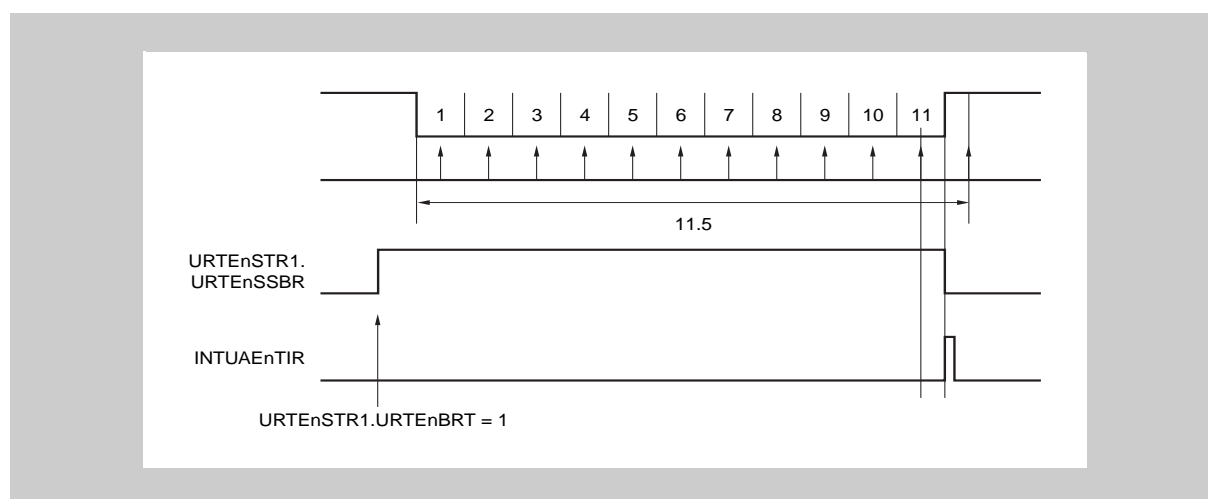 1 2 3 4 5 6 7 8 9 10 11
11.5
URTEnSTR1.
URTEnSSBR
INTUAEnTIR
URTEnSTR1.URTEnBRT = 1